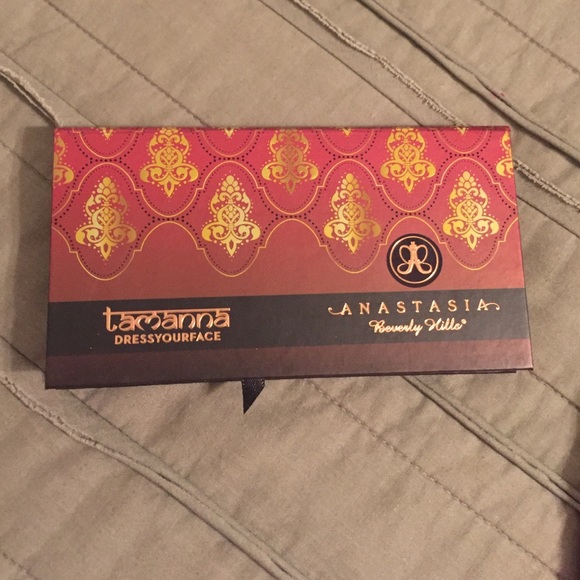 tamanna
DRESSYOURFACE
ANASTASIA
Beverly Hills®